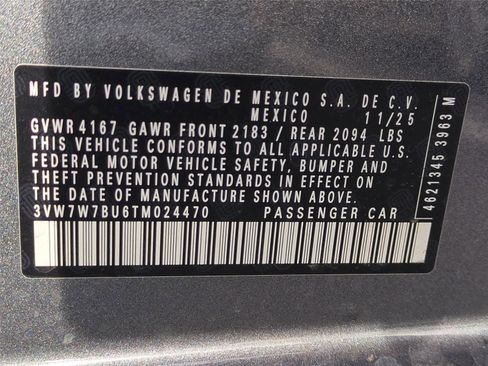 MFD BY VOLKSWAGEN DE MEXICO S.A. DE C.V.
MEXICO 11/25
GVWR 4167 GAWR FRONT 2183 / REAR 2094 LBS
THIS VEHICLE CONFORMS TO ALL APPLICABLE
FEDERAL MOTOR VEHICLE SAFETY, BUMPER AND
THEFT PREVENTION STANDARDS IN EFFECT ON
THE DATE OF MANUFACTURE SHOWN ABOVE.
3VW7W7BU6TM024470 PASSENGER CAR
4621345 3963 M